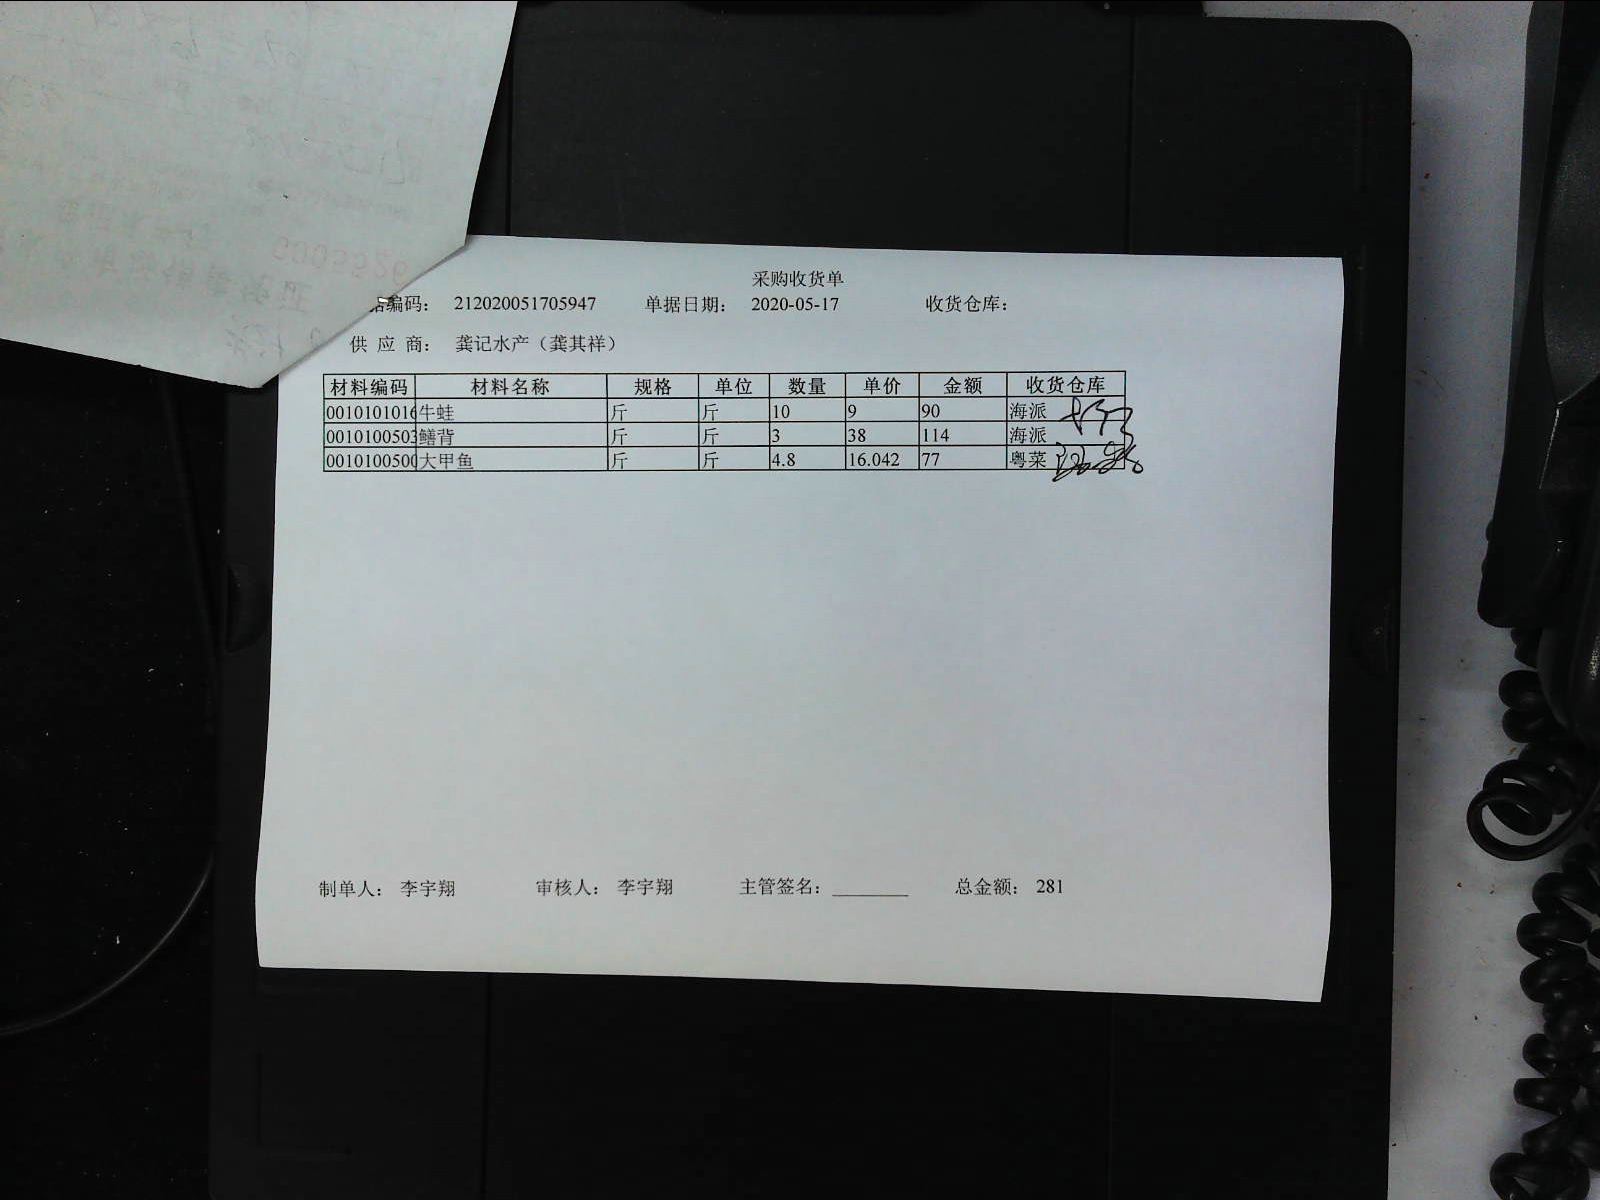 采购收货单
据编码： 212020051705947 单据日期： 2020-05-17 收货仓库：
供 应 商： 龚记水产（龚其祥）
材料编码 材料名称 规格 单位 数量 单价 金额 收货仓库
0010101016 牛蛙 斤 斤 10 9 90 海派
0010100503 鳝背 斤 斤 3 38 114 海派
0010100500 大甲鱼 斤 斤 4.8 16.042 77 粤菜
制单人： 李宇翔 审核人： 李宇翔 主管签名： 总金额： 281